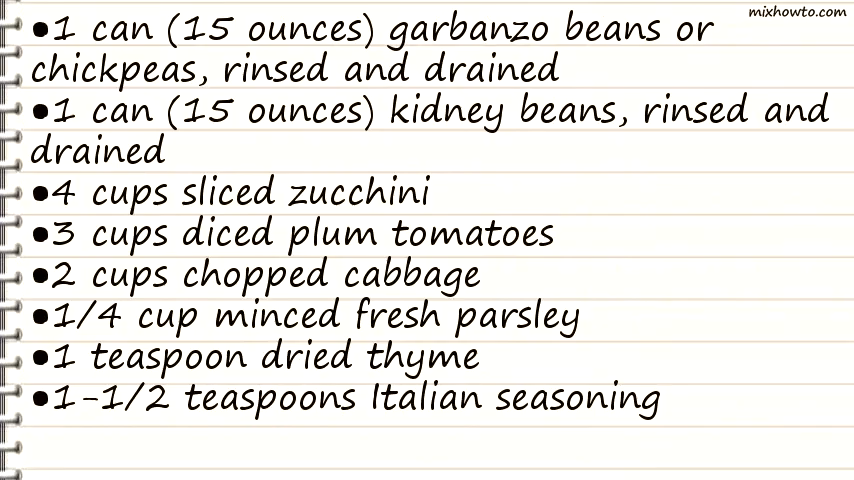 mixhowto.com
•1 can (15 ounces) garbanzo beans or
chickpeas, rinsed and drained
•1 can (15 ounces) kidney beans, rinsed and
drained
•4 cups sliced zucchini
•3 cups diced plum tomatoes
•2 cups chopped cabbage
•1/4 cup minced fresh parsley
•1 teaspoon dried thyme
•1-1/2 teaspoons Italian seasoning